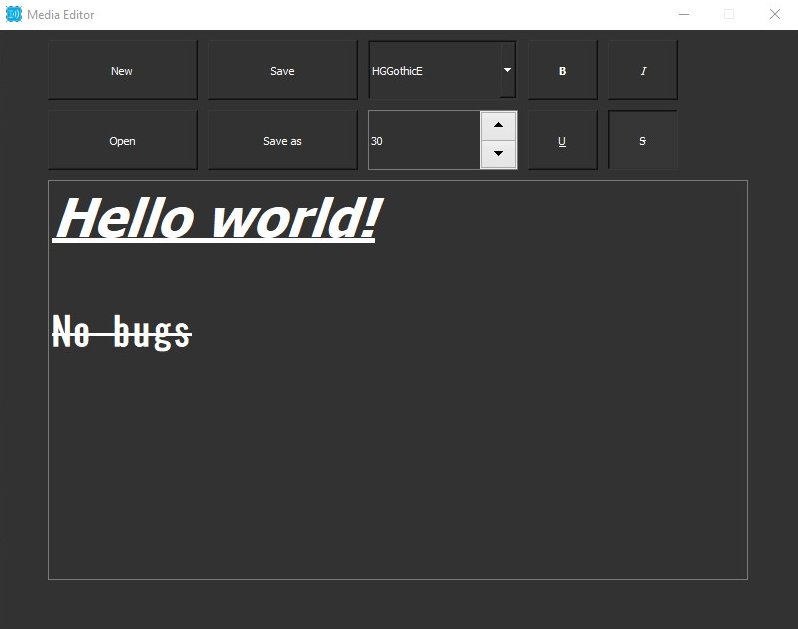 Media Editor
New
Save
HGGothicE
B
I
Open
Save as
30
U
S
Hello world!
No bugs